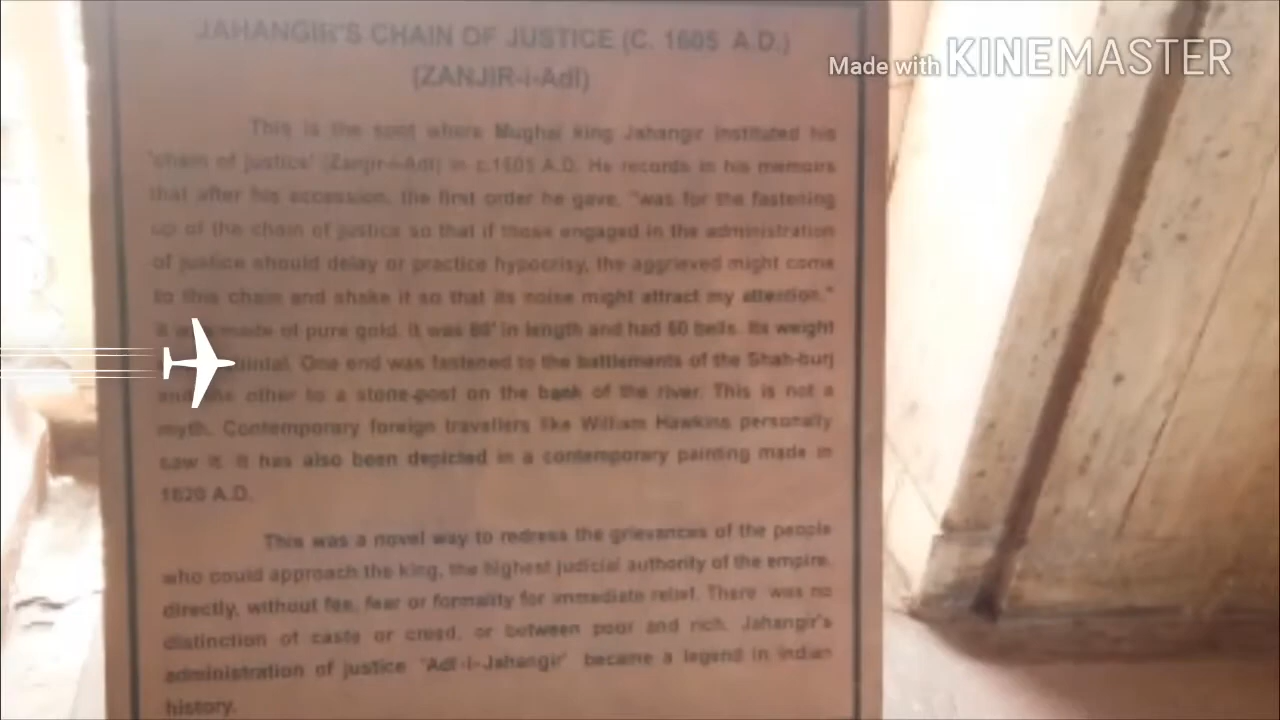 JAHANGIR'S CHAIN OF JUSTICE (C. 1605 A.D.)
(ZANJIR-i-Adl)
Made with KINEMASTER
This is the spot where Mughal king Jahangir instituted his
'chain of justice' (Zanjir-i-Adl) in c.1605 A.D. He records in his memoirs
that after his accession, the first order he gave, "was for the fastening
up of the chain of justice so that if those engaged in the administration
of justice should delay or practice hypocrisy, the aggrieved might come
to this chain and shake it so that its noise might attract my attention."
It was made of pure gold. It was 80' in length and had 60 bells. Its weight
One end was fastened to the battlements of the Shah-burj
and the other to a stone-post on the bank of the river. This is not a
myth. Contemporary foreign travellers like William Hawkins personally
saw it. It has also been depicted in a contemporary painting made in
1620 A.D.
This was a novel way to redress the grievances of the people
who could approach the king, the highest judicial authority of the empire,
directly, without fee, fear or formality for immediate relief. There was no
distinction of caste or creed, or between poor and rich. Jahangir's
administration of justice 'Adl-i-Jahangir' became a legend in Indian
history.